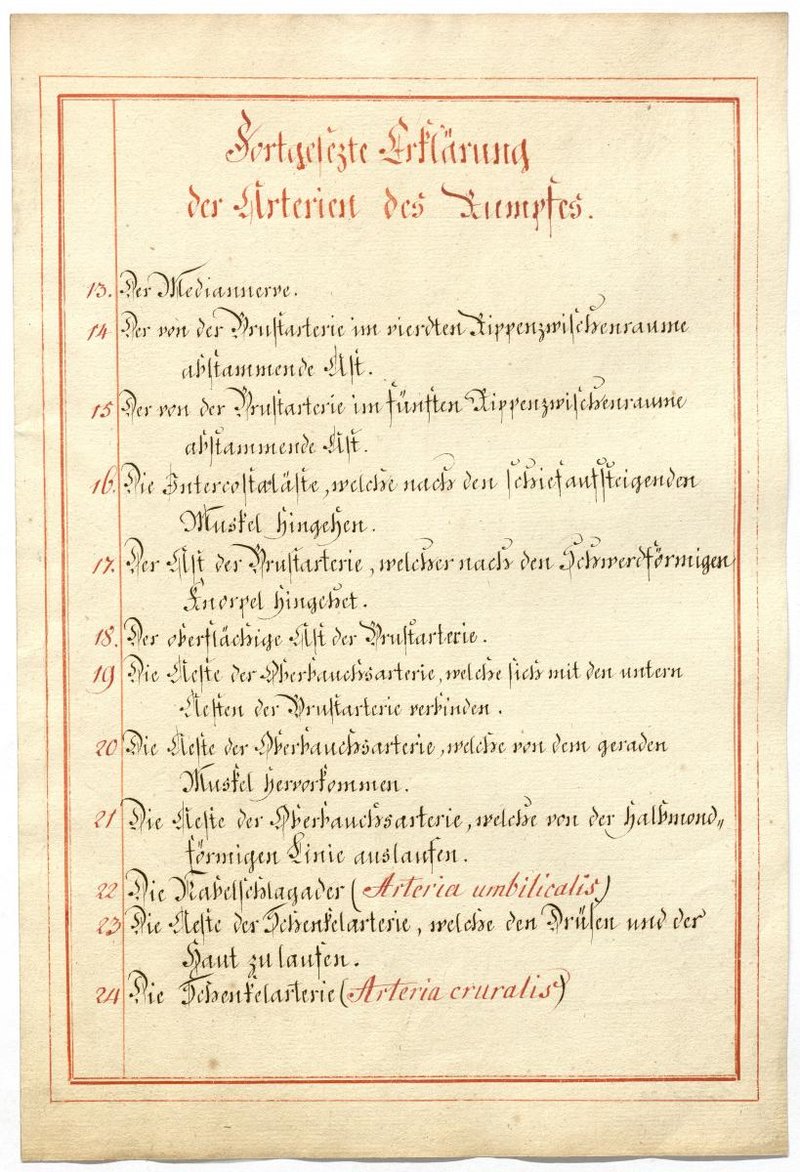 Fortgesezte Erklärung
der Arterien des Rumpfes.
13. Der Mediannerve.
14 Der von der Brustarterie im vierdten Rippenzwischenraume
abstammende Ast.
15 Der von der Brustarterie im fünften Rippenzwischenraume
abstammende Ast.
16. Die Intercostaläste, welche nach den schiefaufsteigenden
Muskel hingehen.
17. Der Ast der Brustarterie, welcher nach den Schwerdförmigen
Knorpel hingehet.
18. Der oberflächige Ast der Brustarterie.
19 Die Aeste der Oberbauchsarterie, welche sich mit den untern
Aesten der Brustarterie verbinden.
20 Die Aeste der Oberbauchsarterie, welche von dem geraden
Muskel hervorkommen.
21 Die Aeste der Oberbauchsarterie, welche von der halbmond„
förmigen Linie auslaufen.
22 Die Nabelschlagader (Arteria umbilicalis)
23 Die Aeste der Schenkelarterie, welche den Drüsen und der
Haut zu laufen.
24 Die Schenkelarterie (Arteria cruralis)